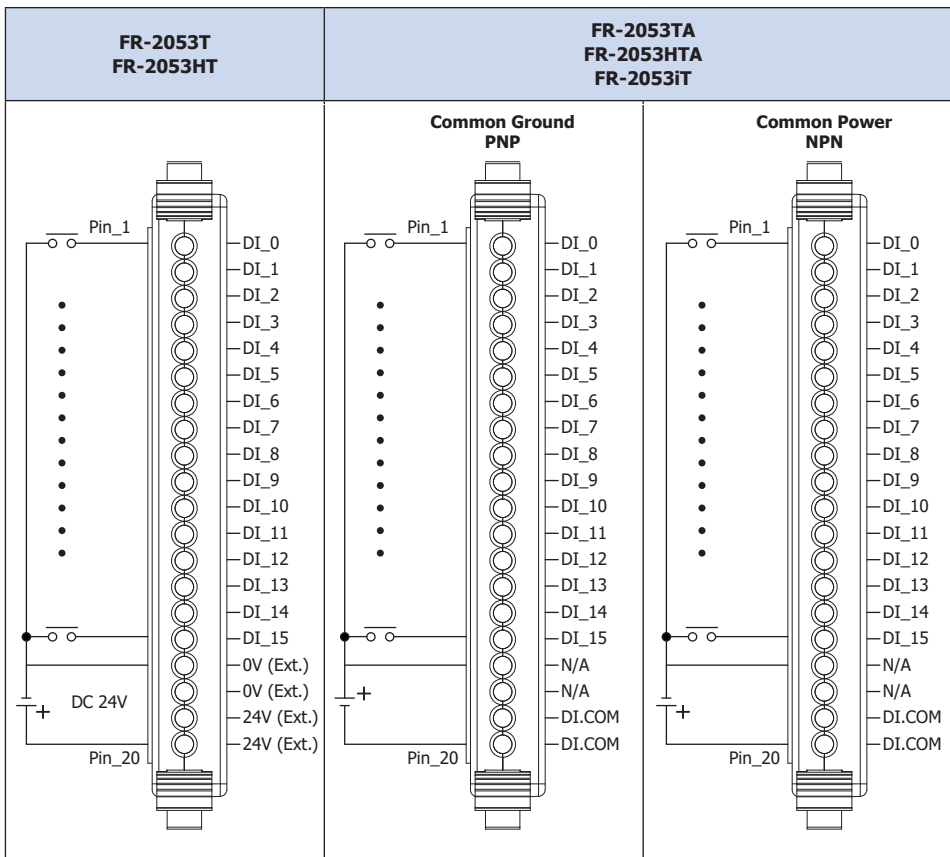 FR-2053T
FR-2053HT
FR-2053TA
FR-2053HTA
FR-2053iT
Pin_1
DI_0
DI_1
DI_2
DI_3
DI_4
DI_5
DI_6
DI_7
DI_8
DI_9
DI_10
DI_11
DI_12
DI_13
DI_14
DI_15
0V (Ext.)
0V (Ext.)
24V (Ext.)
24V (Ext.)
+
DC 24V
Pin_20
Common Ground
PNP
Pin_1
DI_0
DI_1
DI_2
DI_3
DI_4
DI_5
DI_6
DI_7
DI_8
DI_9
DI_10
DI_11
DI_12
DI_13
DI_14
DI_15
N/A
N/A
DI.COM
DI.COM
+
Pin_20
Common Power
NPN
Pin_1
DI_0
DI_1
DI_2
DI_3
DI_4
DI_5
DI_6
DI_7
DI_8
DI_9
DI_10
DI_11
DI_12
DI_13
DI_14
DI_15
N/A
N/A
DI.COM
DI.COM
+
Pin_20